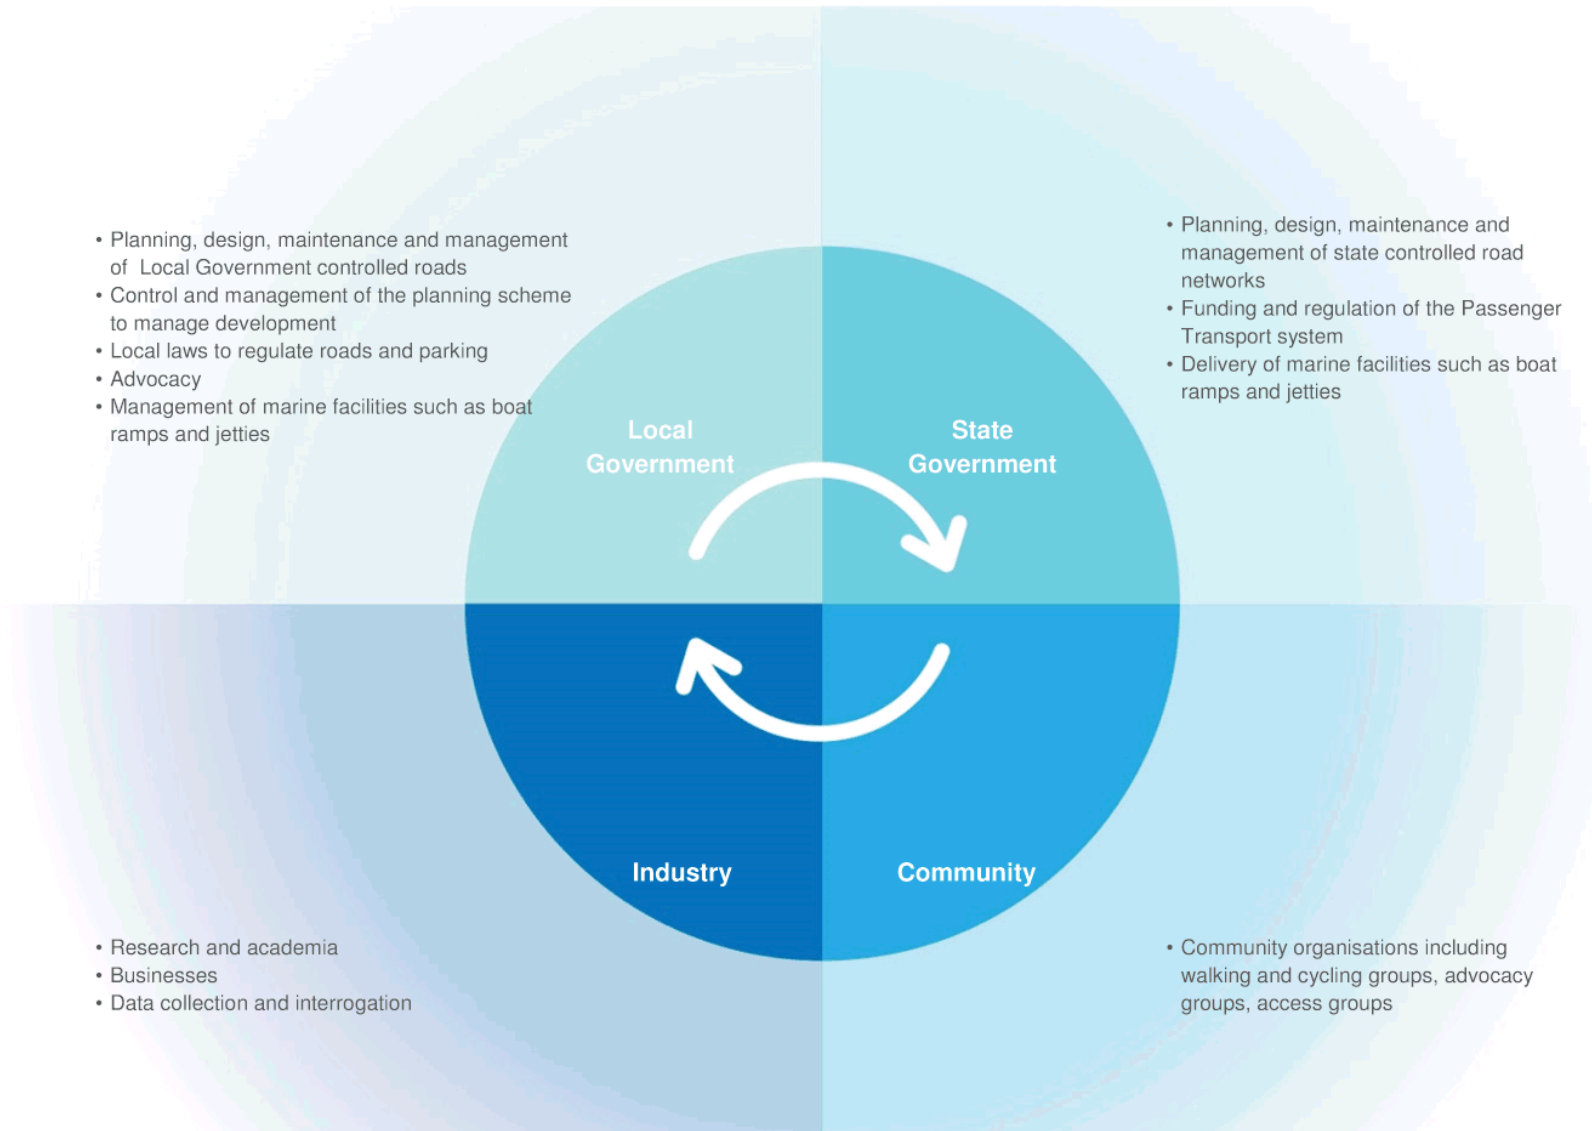 • Planning, design, maintenance and management
of Local Government controlled roads
• Control and management of the planning scheme
to manage development
• Local laws to regulate roads and parking
• Advocacy
• Management of marine facilities such as boat
ramps and jetties
• Planning, design, maintenance and
management of state controlled road
networks
• Funding and regulation of the Passenger
Transport system
• Delivery of marine facilities such as boat
ramps and jetties
Local
Government
State
Government
Industry
Community
• Research and academia
• Businesses
• Data collection and interrogation
• Community organisations including
walking and cycling groups, advocacy
groups, access groups